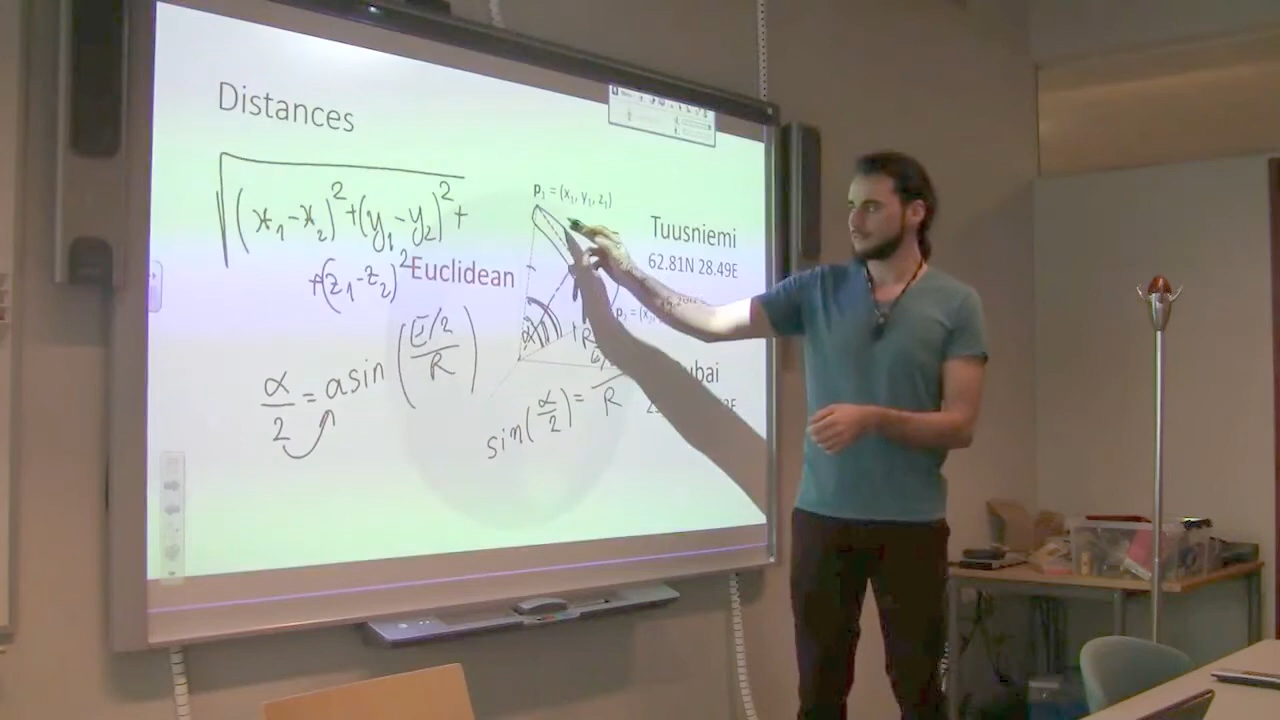 Distances
√(x₁-x₂)²+(y₁-y₂)²+
+(z₁-z₂)²
Euclidean
α/2 = asin((E/2)/R)
p₁ = (x₁, y₁, z₁)
α
R
sin(α/2) = /R
Tuusniemi
62.81N 28.49E